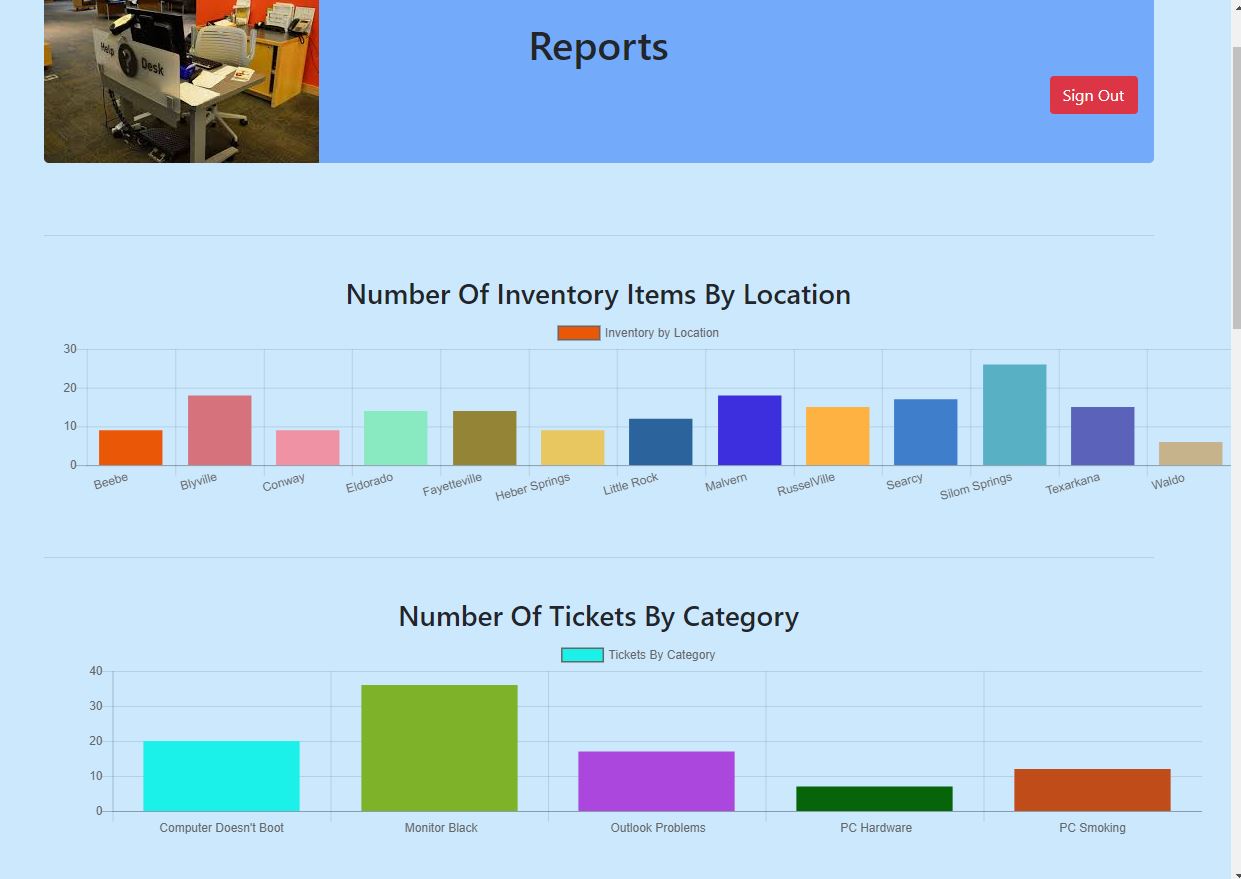 Help ? Desk
Reports
Sign Out
Number Of Inventory Items By Location
Inventory by Location
30
20
10
0
Beebe Blyville Conway Eldorado Fayetteville Heber Springs Little Rock Malvern RusselVille Searcy Silom Springs Texarkana Waldo
Number Of Tickets By Category
Tickets By Category
40
30
20
10
0
Computer Doesn't Boot Monitor Black Outlook Problems PC Hardware PC Smoking